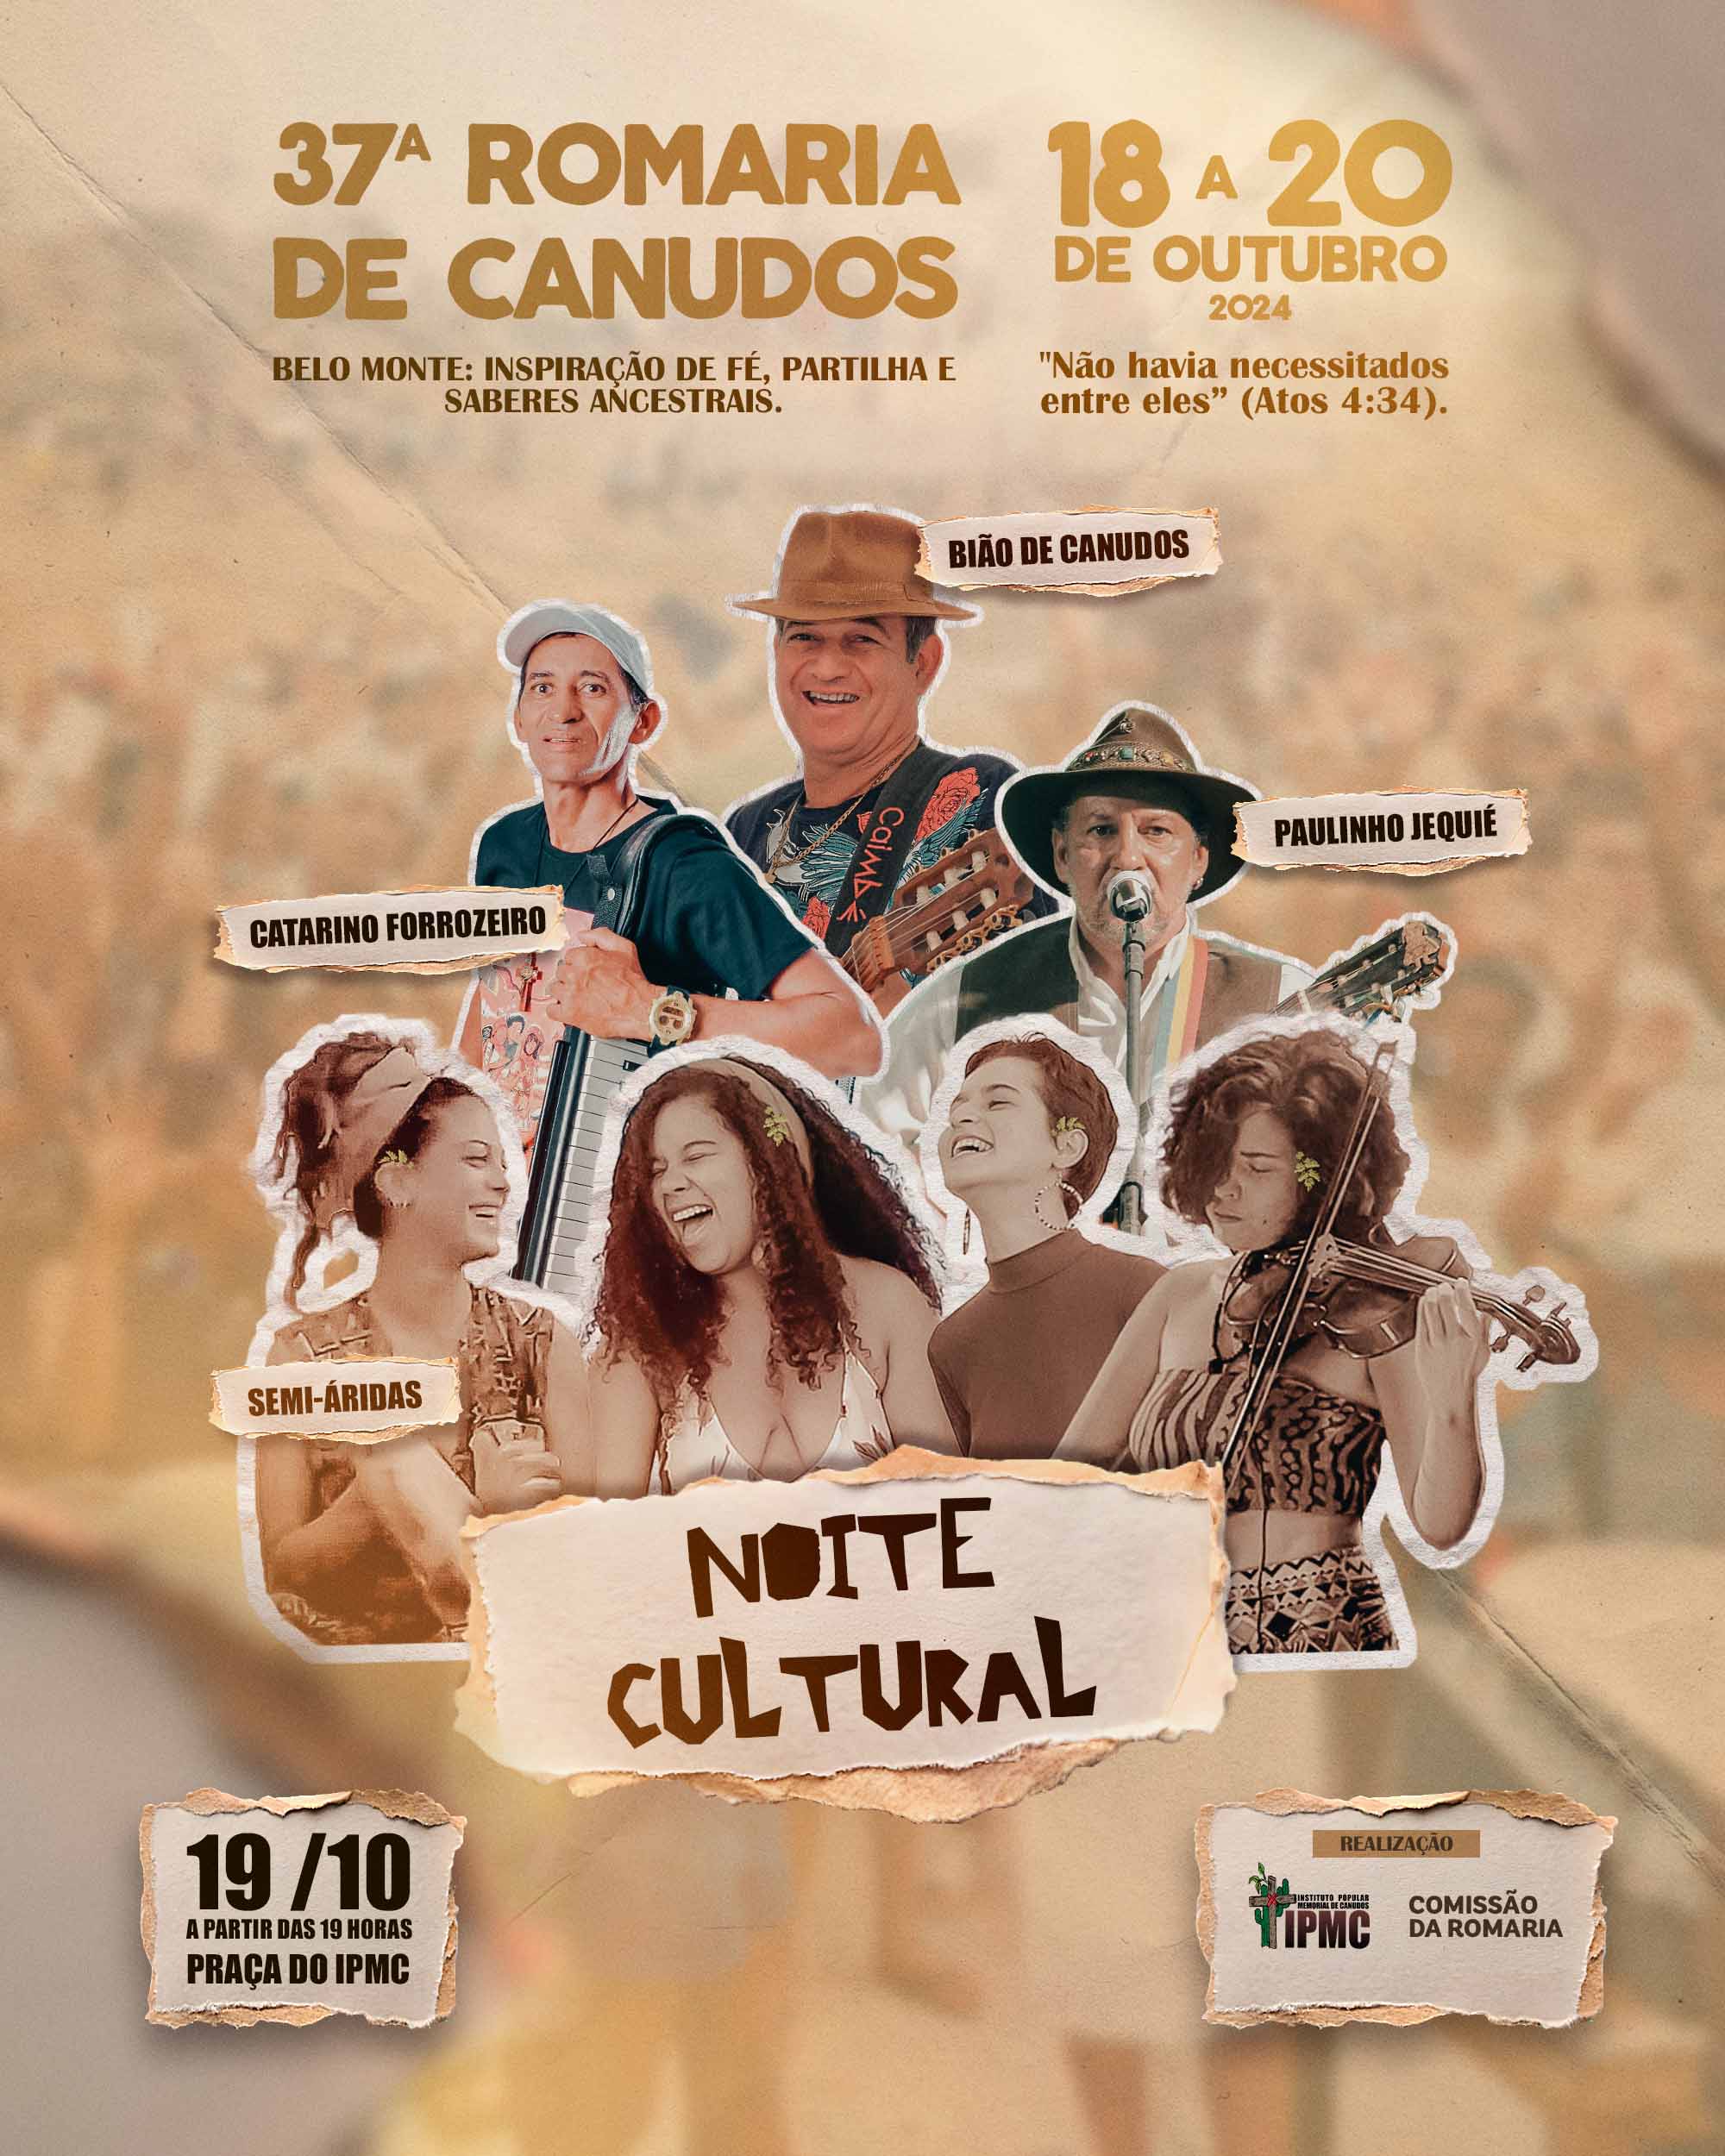 37ª ROMARIA
DE CANUDOS
BELO MONTE: INSPIRAÇÃO DE FÉ, PARTILHA E
SABERES ANCESTRAIS.
18 A 20
DE OUTUBRO
2024
"Não havia necessitados
entre eles” (Atos 4:34).
BIÃO DE CANUDOS
Caimbé
PAULINHO JEQUIÉ
CATARINO FORROZEIRO
SEMI-ÁRIDAS
NOITE
CULTURAL
19 /10
A PARTIR DAS 19 HORAS
PRAÇA DO IPMC
REALIZAÇÃO
INSTITUTO POPULAR
MEMORIAL DE CANUDOS
IPMC
COMISSÃO
DA ROMARIA